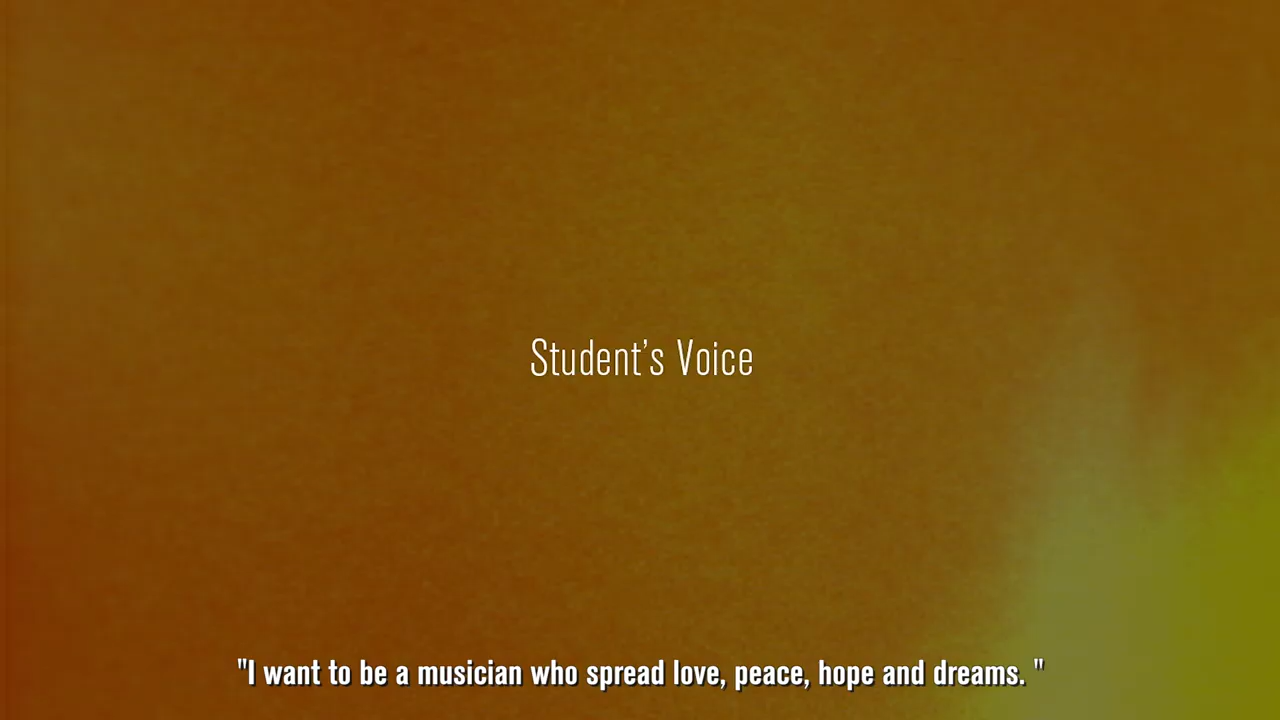 Student’s Voice
"I want to be a musician who spread love, peace, hope and dreams. "